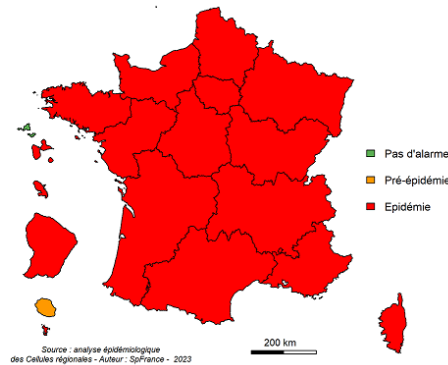 Pas d'alarme
Pré-épidémie
Epidémie
200 km
Source : analyse épidémiologique
des Cellules régionales - Auteur : SpFrance - 2023